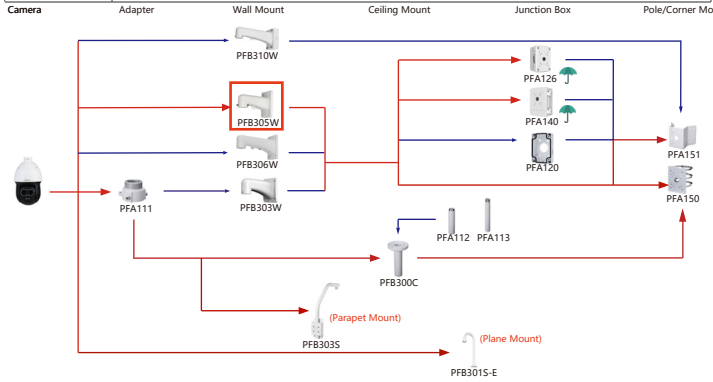 Camera
Adapter
Wall Mount
Ceiling Mount
Junction Box
Pole/Corner Mo
PFB310W
PFA126
PFB305W
PFA140
PFB306W
PFA120
PFA151
PFA111
PFB303W
PFA150
PFA112
PFA113
PFB300C
(Parapet Mount)
PFB303S
(Plane Mount)
PFB301S-E